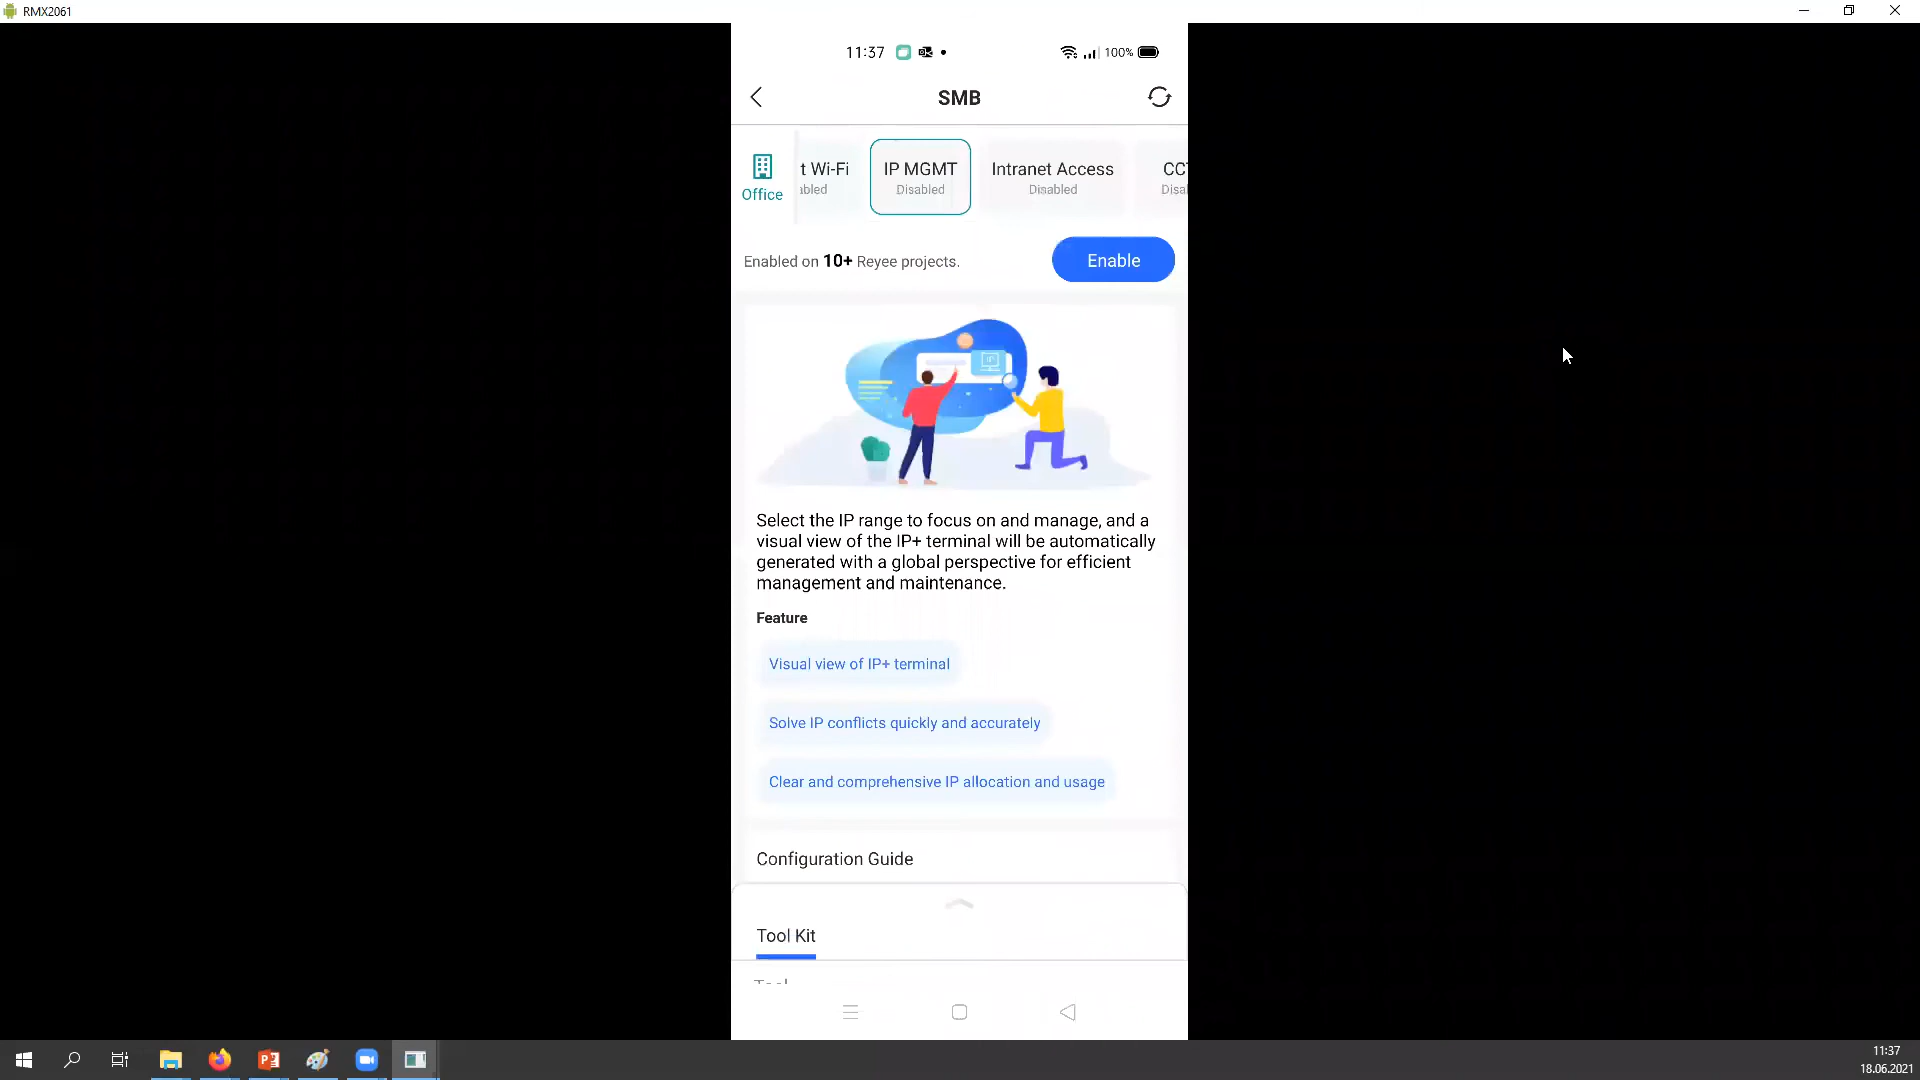 RMX2061
11:37
100%
SMB
Office
t Wi-Fi
abled
IP MGMT
Disabled
Intranet Access
Disabled
CC
Disa
Enabled on 10+ Reyee projects.
Enable
Select the IP range to focus on and manage, and a
visual view of the IP+ terminal will be automatically
generated with a global perspective for efficient
management and maintenance.
Feature
Visual view of IP+ terminal
Solve IP conflicts quickly and accurately
Clear and comprehensive IP allocation and usage
Configuration Guide
Tool Kit
11:37
18.06.2021